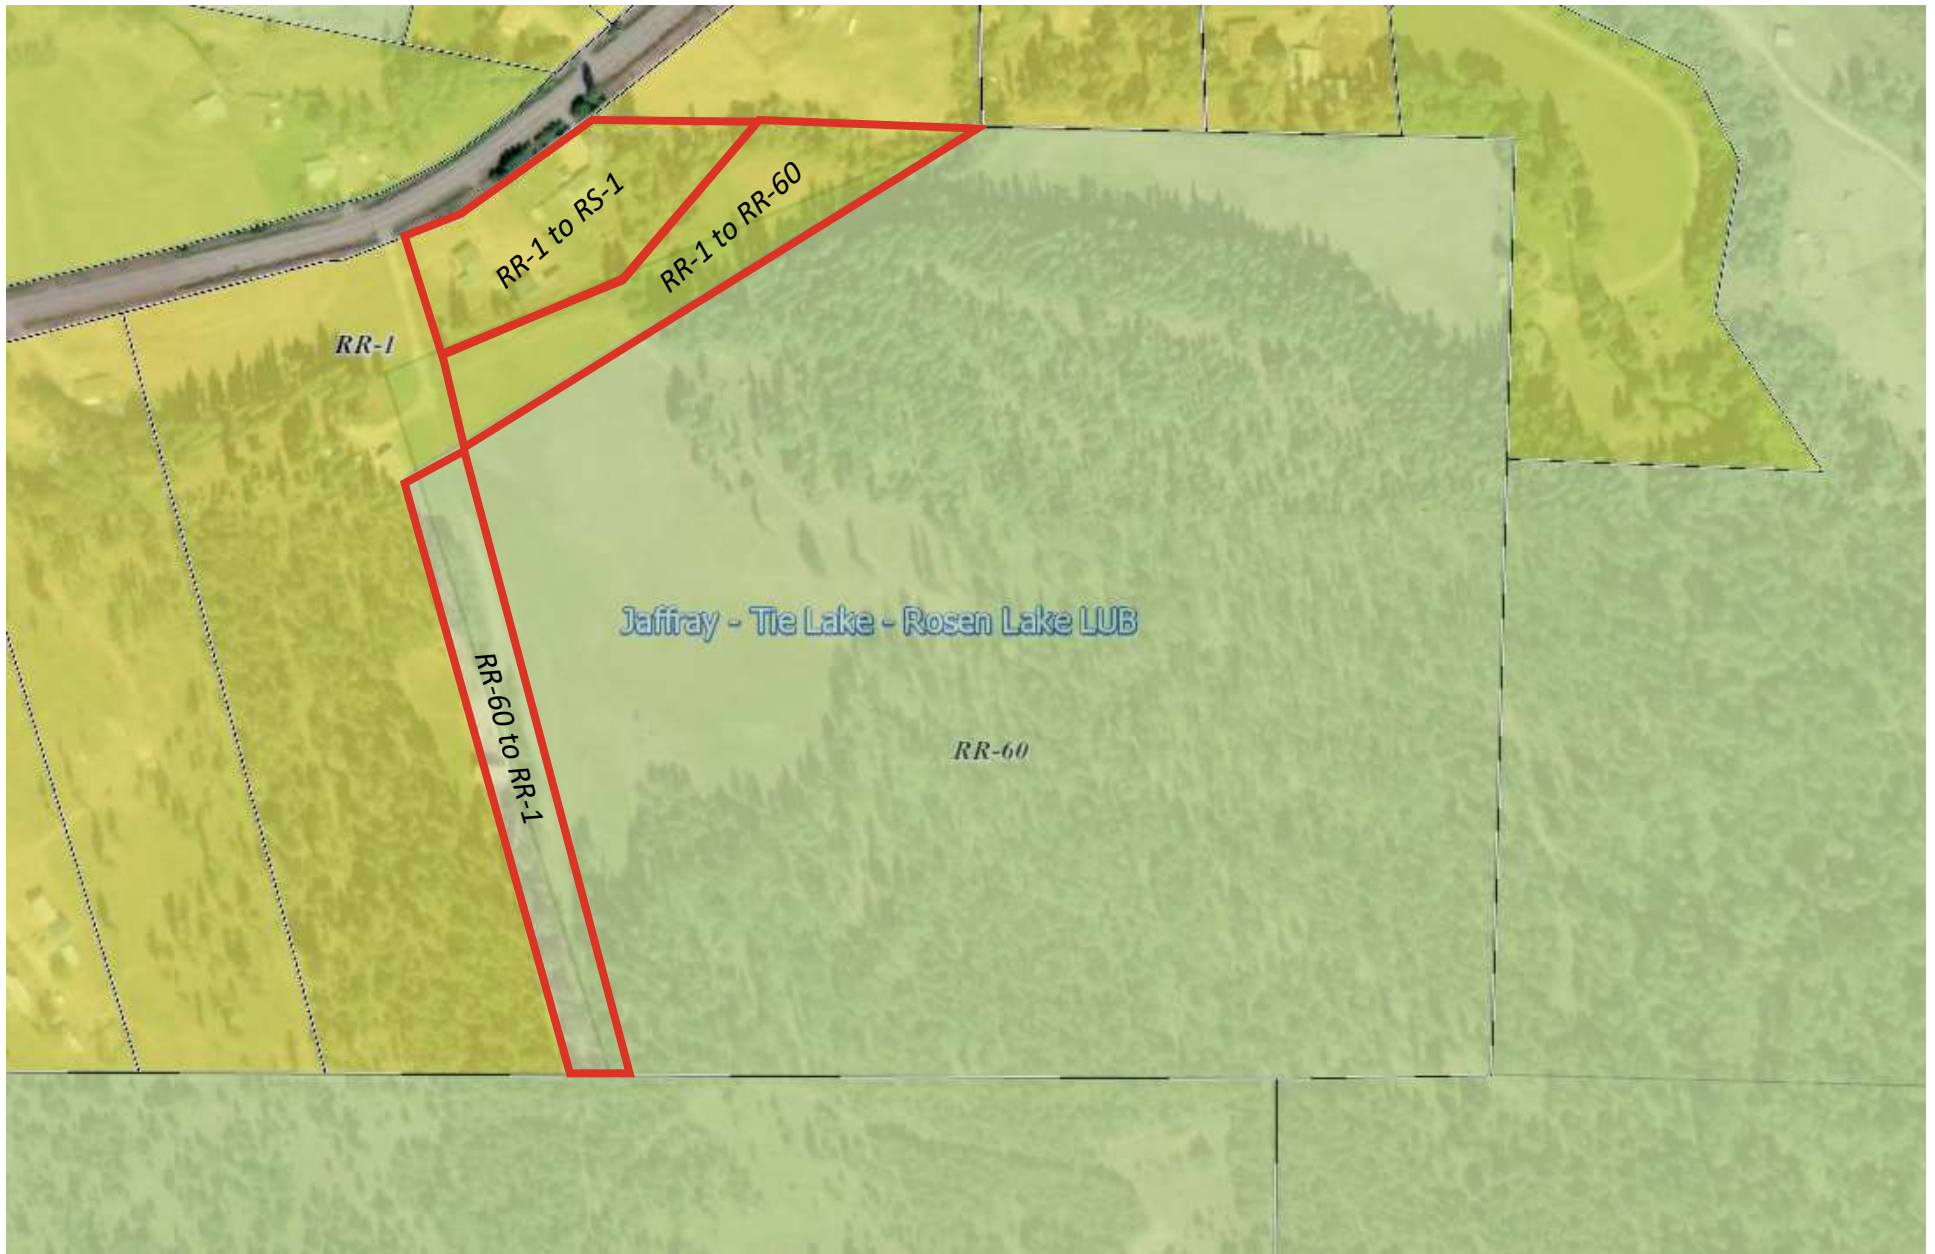 RR-1 to RS-1
RR-1 to RR-60
RR-1
Jaffray - Tie Lake - Rosen Lake LUB
RR-60 to RR-1
RR-60